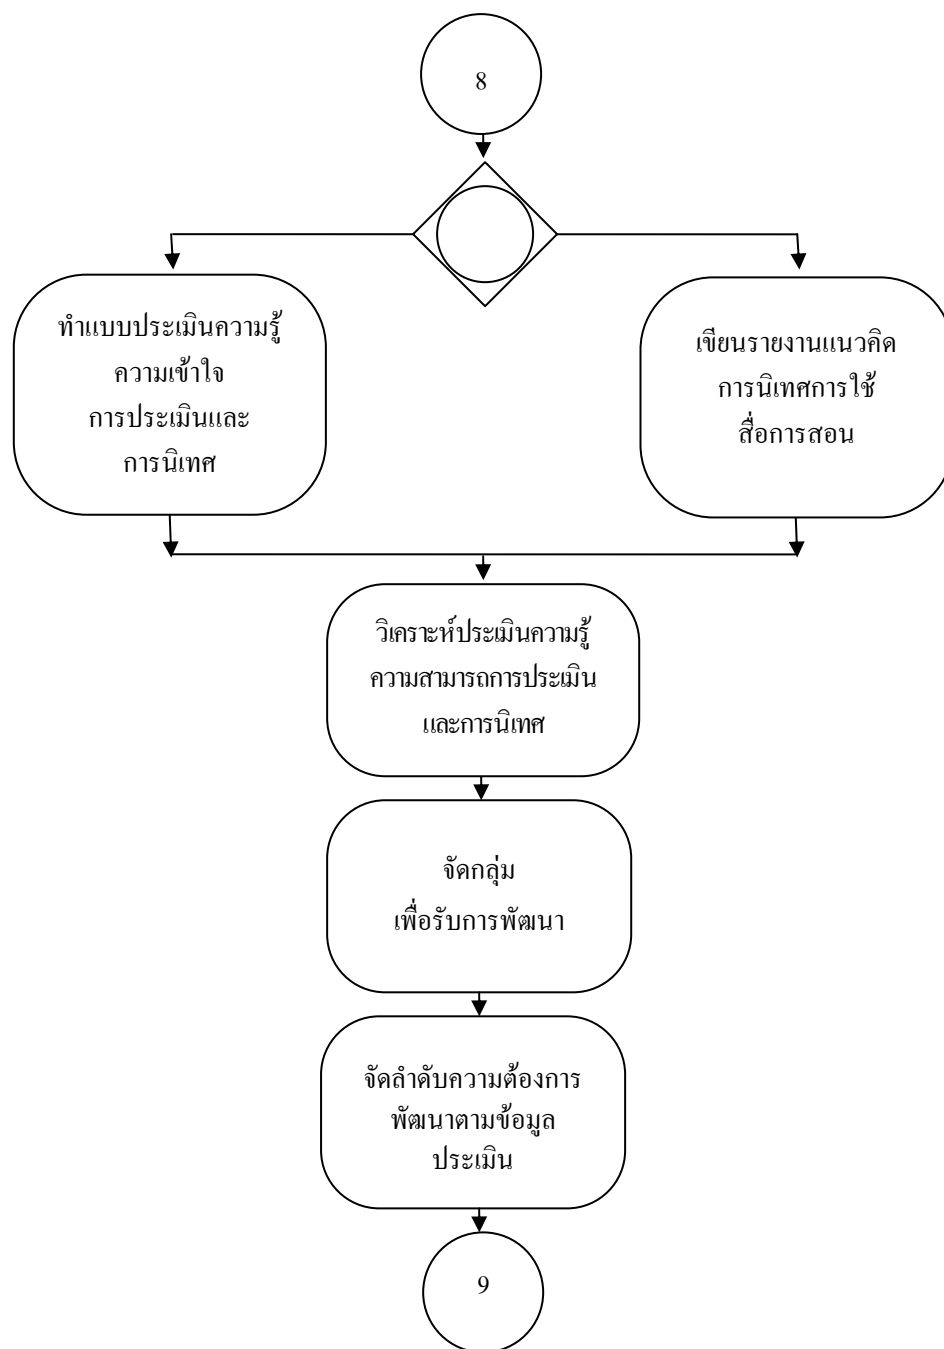 8
ทำแบบประเมินความรู้
ความเข้าใจ
การประเมินและ
การนิเทศ
เขียนรายงานแนวคิด
การนิเทศการใช้
สื่อการสอน
วิเคราะห์ประเมินความรู้
ความสามารถการประเมิน
และการนิเทศ
จัดกลุ่ม
เพื่อรับการพัฒนา
จัดลำดับความต้องการ
พัฒนาตามข้อมูล
ประเมิน
9